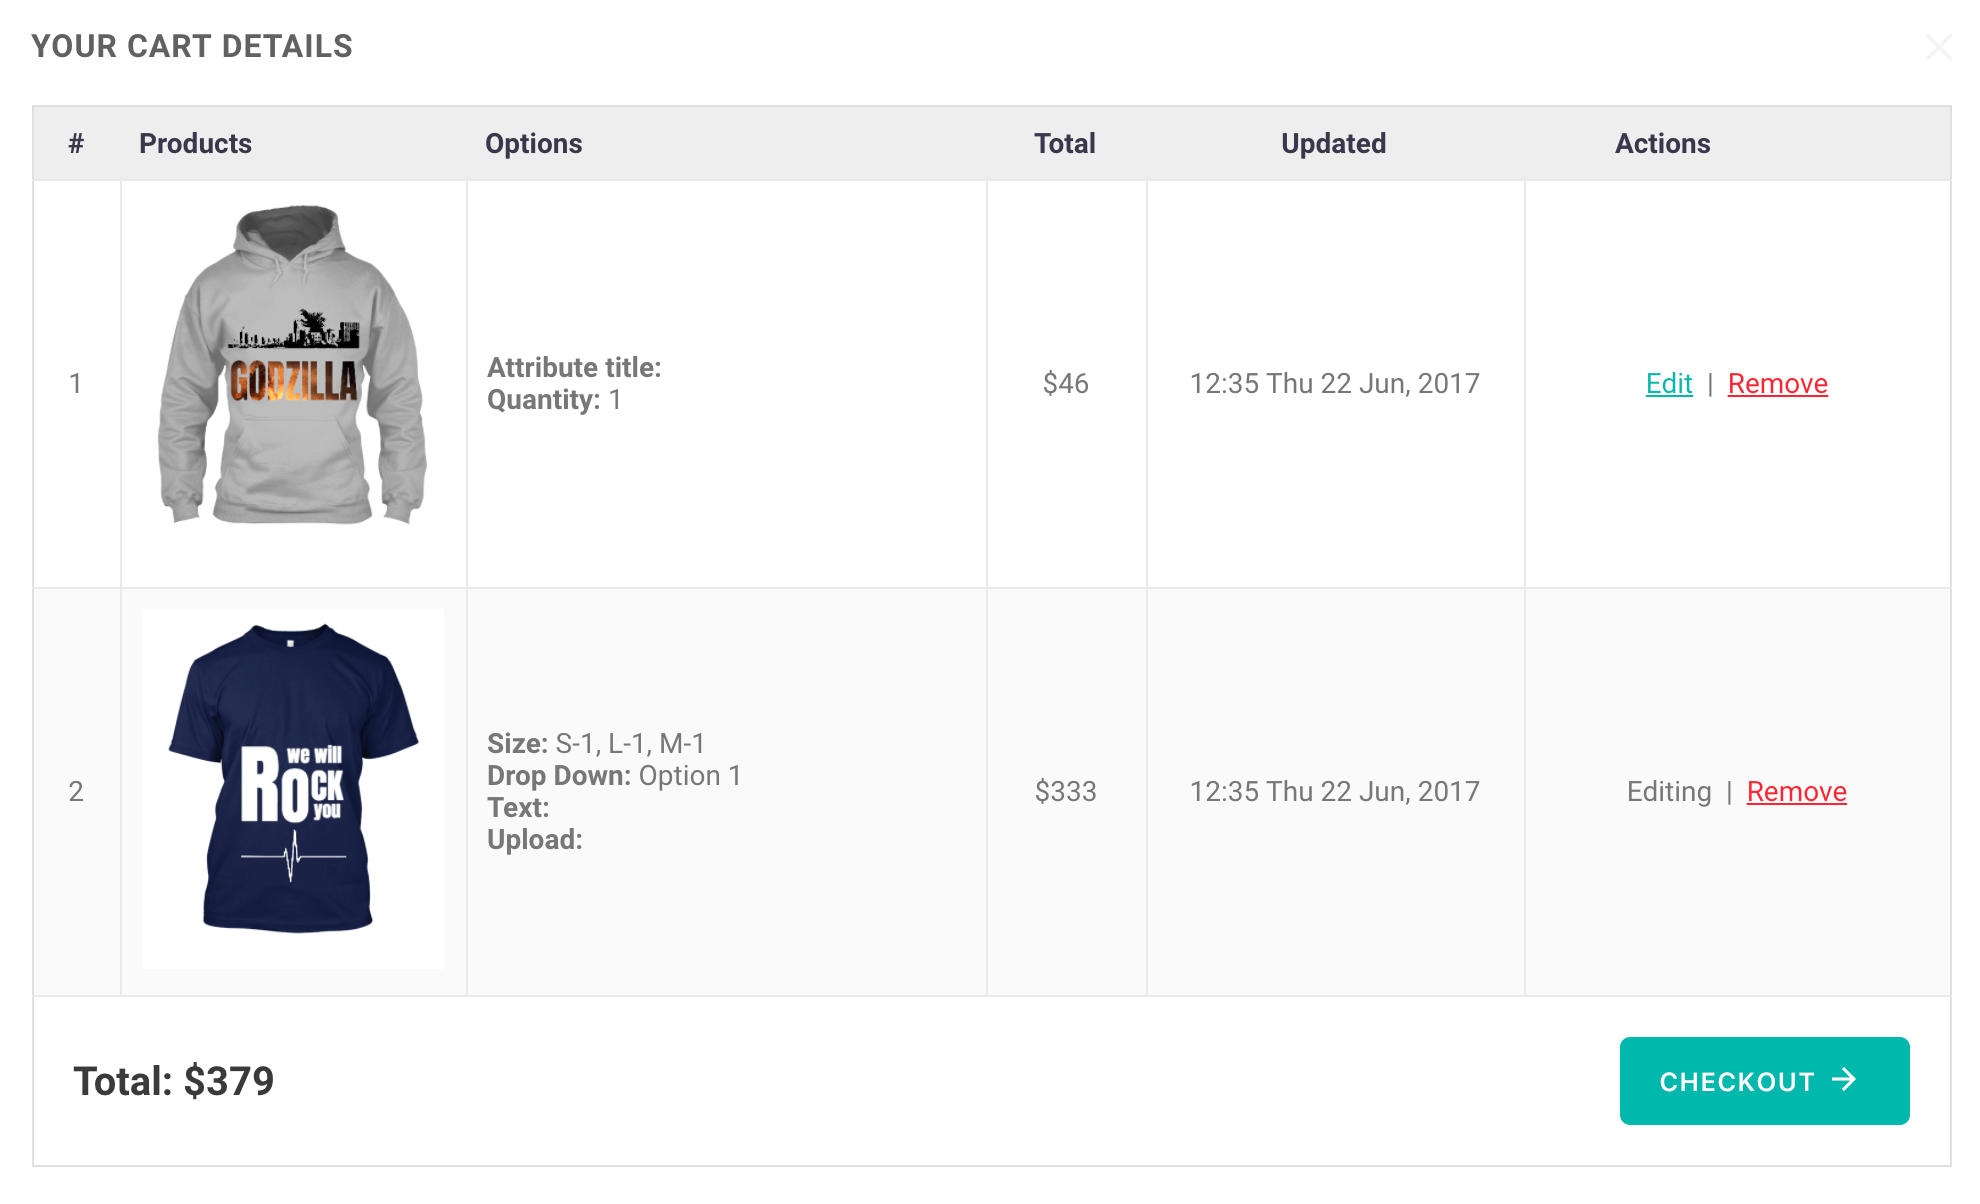 YOUR CART DETAILS
# Products Options Total Updated Actions
1
GODZILLA
Attribute title:
Quantity: 1
$46
12:35 Thu 22 Jun, 2017
Edit | Remove
2
we will
ROCK
you
Size: S-1, L-1, M-1
Drop Down: Option 1
Text:
Upload:
$333
12:35 Thu 22 Jun, 2017
Editing | Remove
Total: $379
CHECKOUT →